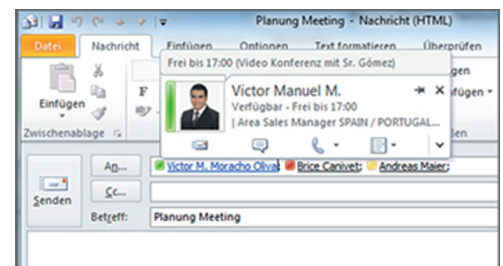 Planung Meeting - Nachricht (HTML)
Datei Nachricht Einfügen Optionen Text formatieren Überprüfen
Frei bis 17:00 (Video Konferenz mit Sr. Gómez)
Victor Manuel M.
Verfügbar - Frei bis 17:00
| Area Sales Manager SPAIN / PORTUGAL...
Einfügen
F
Zwischenablage
An...
Victor M. Moracho Oliva; Brice Canivet; Andreas Maier;
Cc...
Senden
Betreff: Planung Meeting